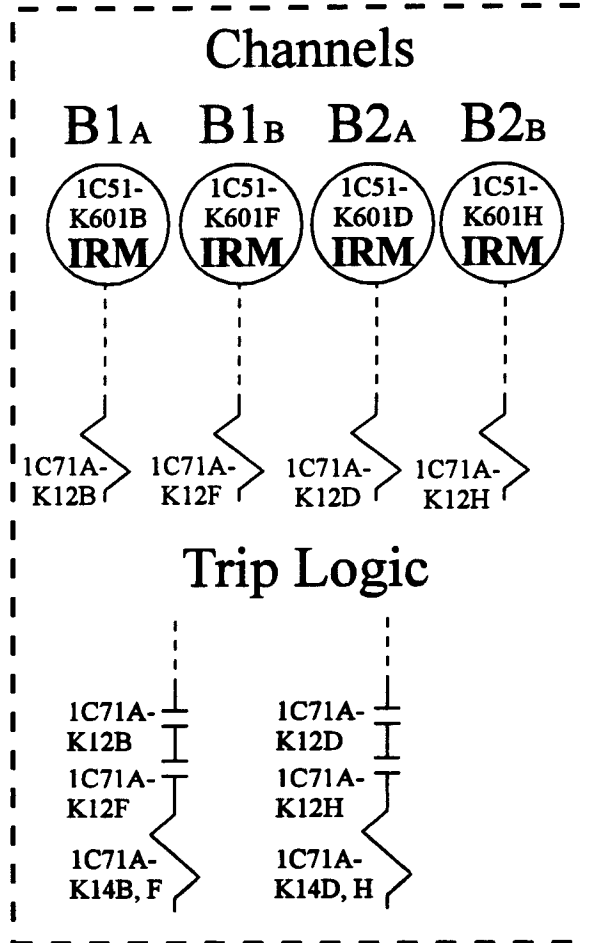 Channels
B1A B1B B2A B2B
1C51- 1C51- 1C51- 1C51-
K601B K601F K601D K601H
IRM IRM IRM IRM
1C71A- 1C71A- 1C71A- 1C71A-
K12B K12F K12D K12H
Trip Logic
1C71A- 1C71A-
K12B K12D
1C71A- 1C71A-
K12F K12H
1C71A- 1C71A-
K14B, F K14D, H